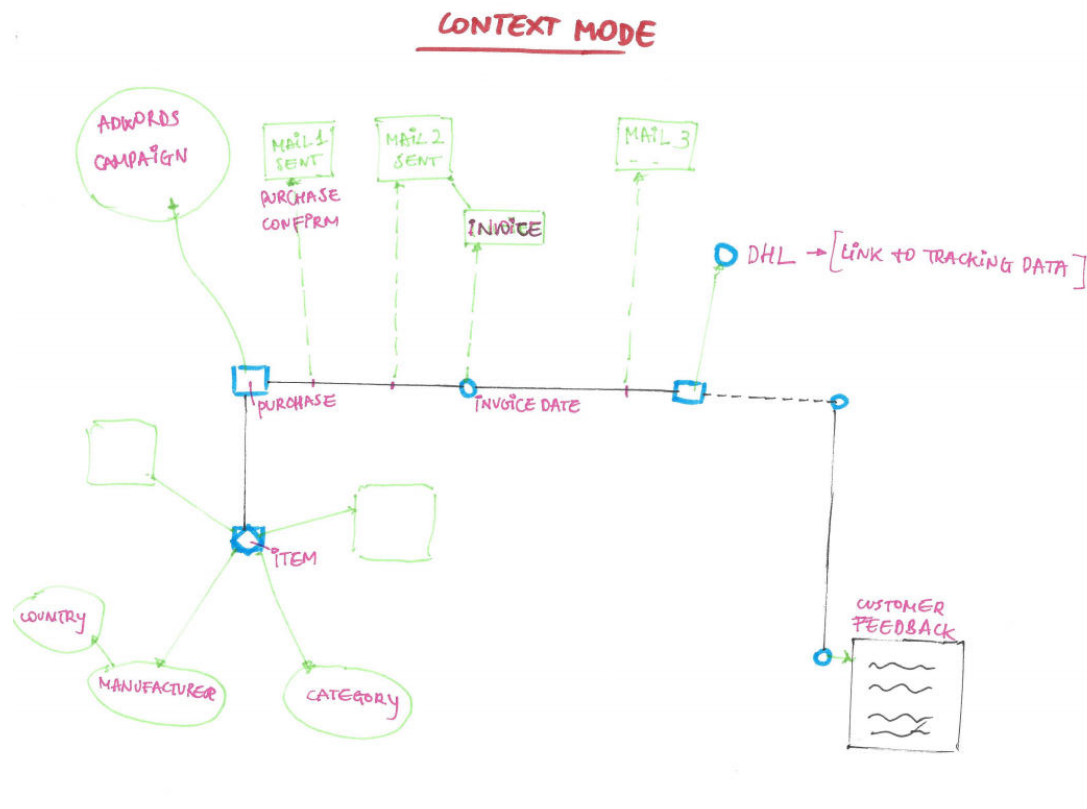 CONTEXT MODE
ADWORDS
CAMPAIGN
MAIL 1
SENT
PURCHASE
CONFIRM
MAIL 2
SENT
INVOICE
MAIL 3
DHL → [LINK TO TRACKING DATA]
PURCHASE
INVOICE DATE
ITEM
COUNTRY
MANUFACTURER
CATEGORY
CUSTOMER
FEEDBACK